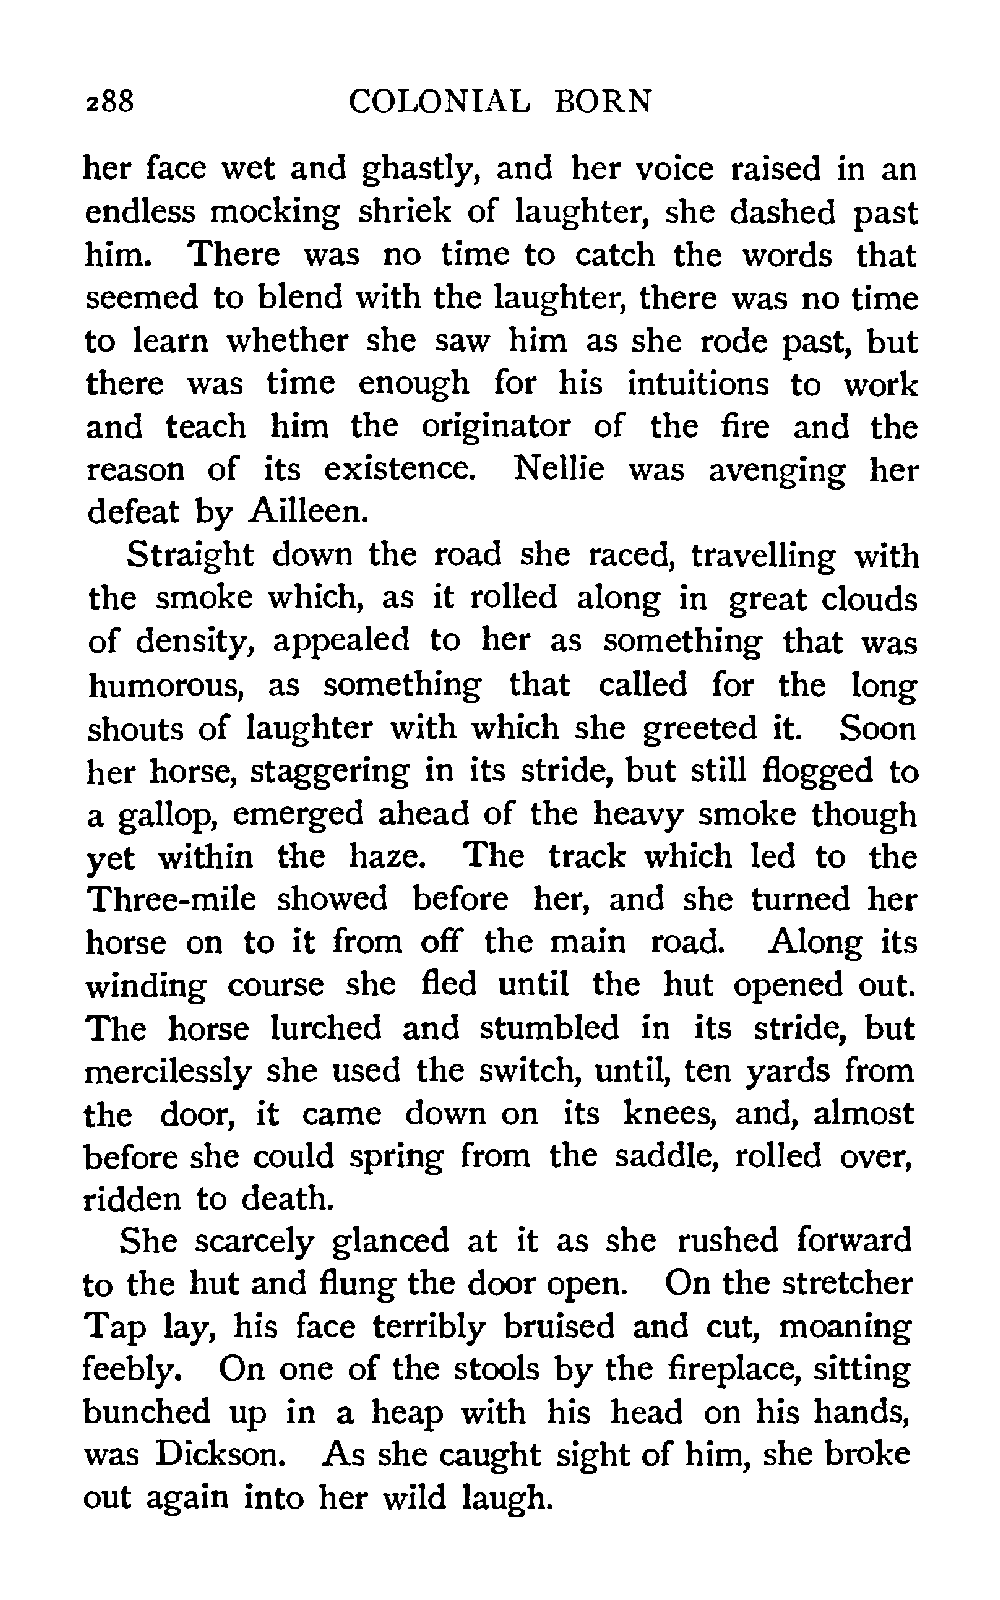 288 COLONIAL BORN
her face wet and ghastly, and her voice raised in an
endless mocking shriek of laughter, she dashed past
him. There was no time to catch the words that
seemed to blend with the laughter, there was no time
to learn whether she saw him as she rode past, but
there was time enough for his intuitions to work
and teach him the originator of the fire and the
reason of its existence. Nellie was avenging her
defeat by Ailleen.
Straight down the road she raced, travelling with
the smoke which, as it rolled along in great clouds
of density, appealed to her as something that was
humorous, as something that called for the long
shouts of laughter with which she greeted it. Soon
her horse, staggering in its stride, but still flogged to
a gallop, emerged ahead of the heavy smoke though
yet within the haze. The track which led to the
Three-mile showed before her, and she turned her
horse on to it from off the main road. Along its
winding course she fled until the hut opened out.
The horse lurched and stumbled in its stride, but
mercilessly she used the switch, until, ten yards from
the door, it came down on its knees, and, almost
before she could spring from the saddle, rolled over,
ridden to death.
She scarcely glanced at it as she rushed forward
to the hut and flung the door open. On the stretcher
Tap lay, his face terribly bruised and cut, moaning
feebly. On one of the stools by the fireplace, sitting
bunched up in a heap with his head on his hands,
was Dickson. As she caught sight of him, she broke
out again into her wild laugh.